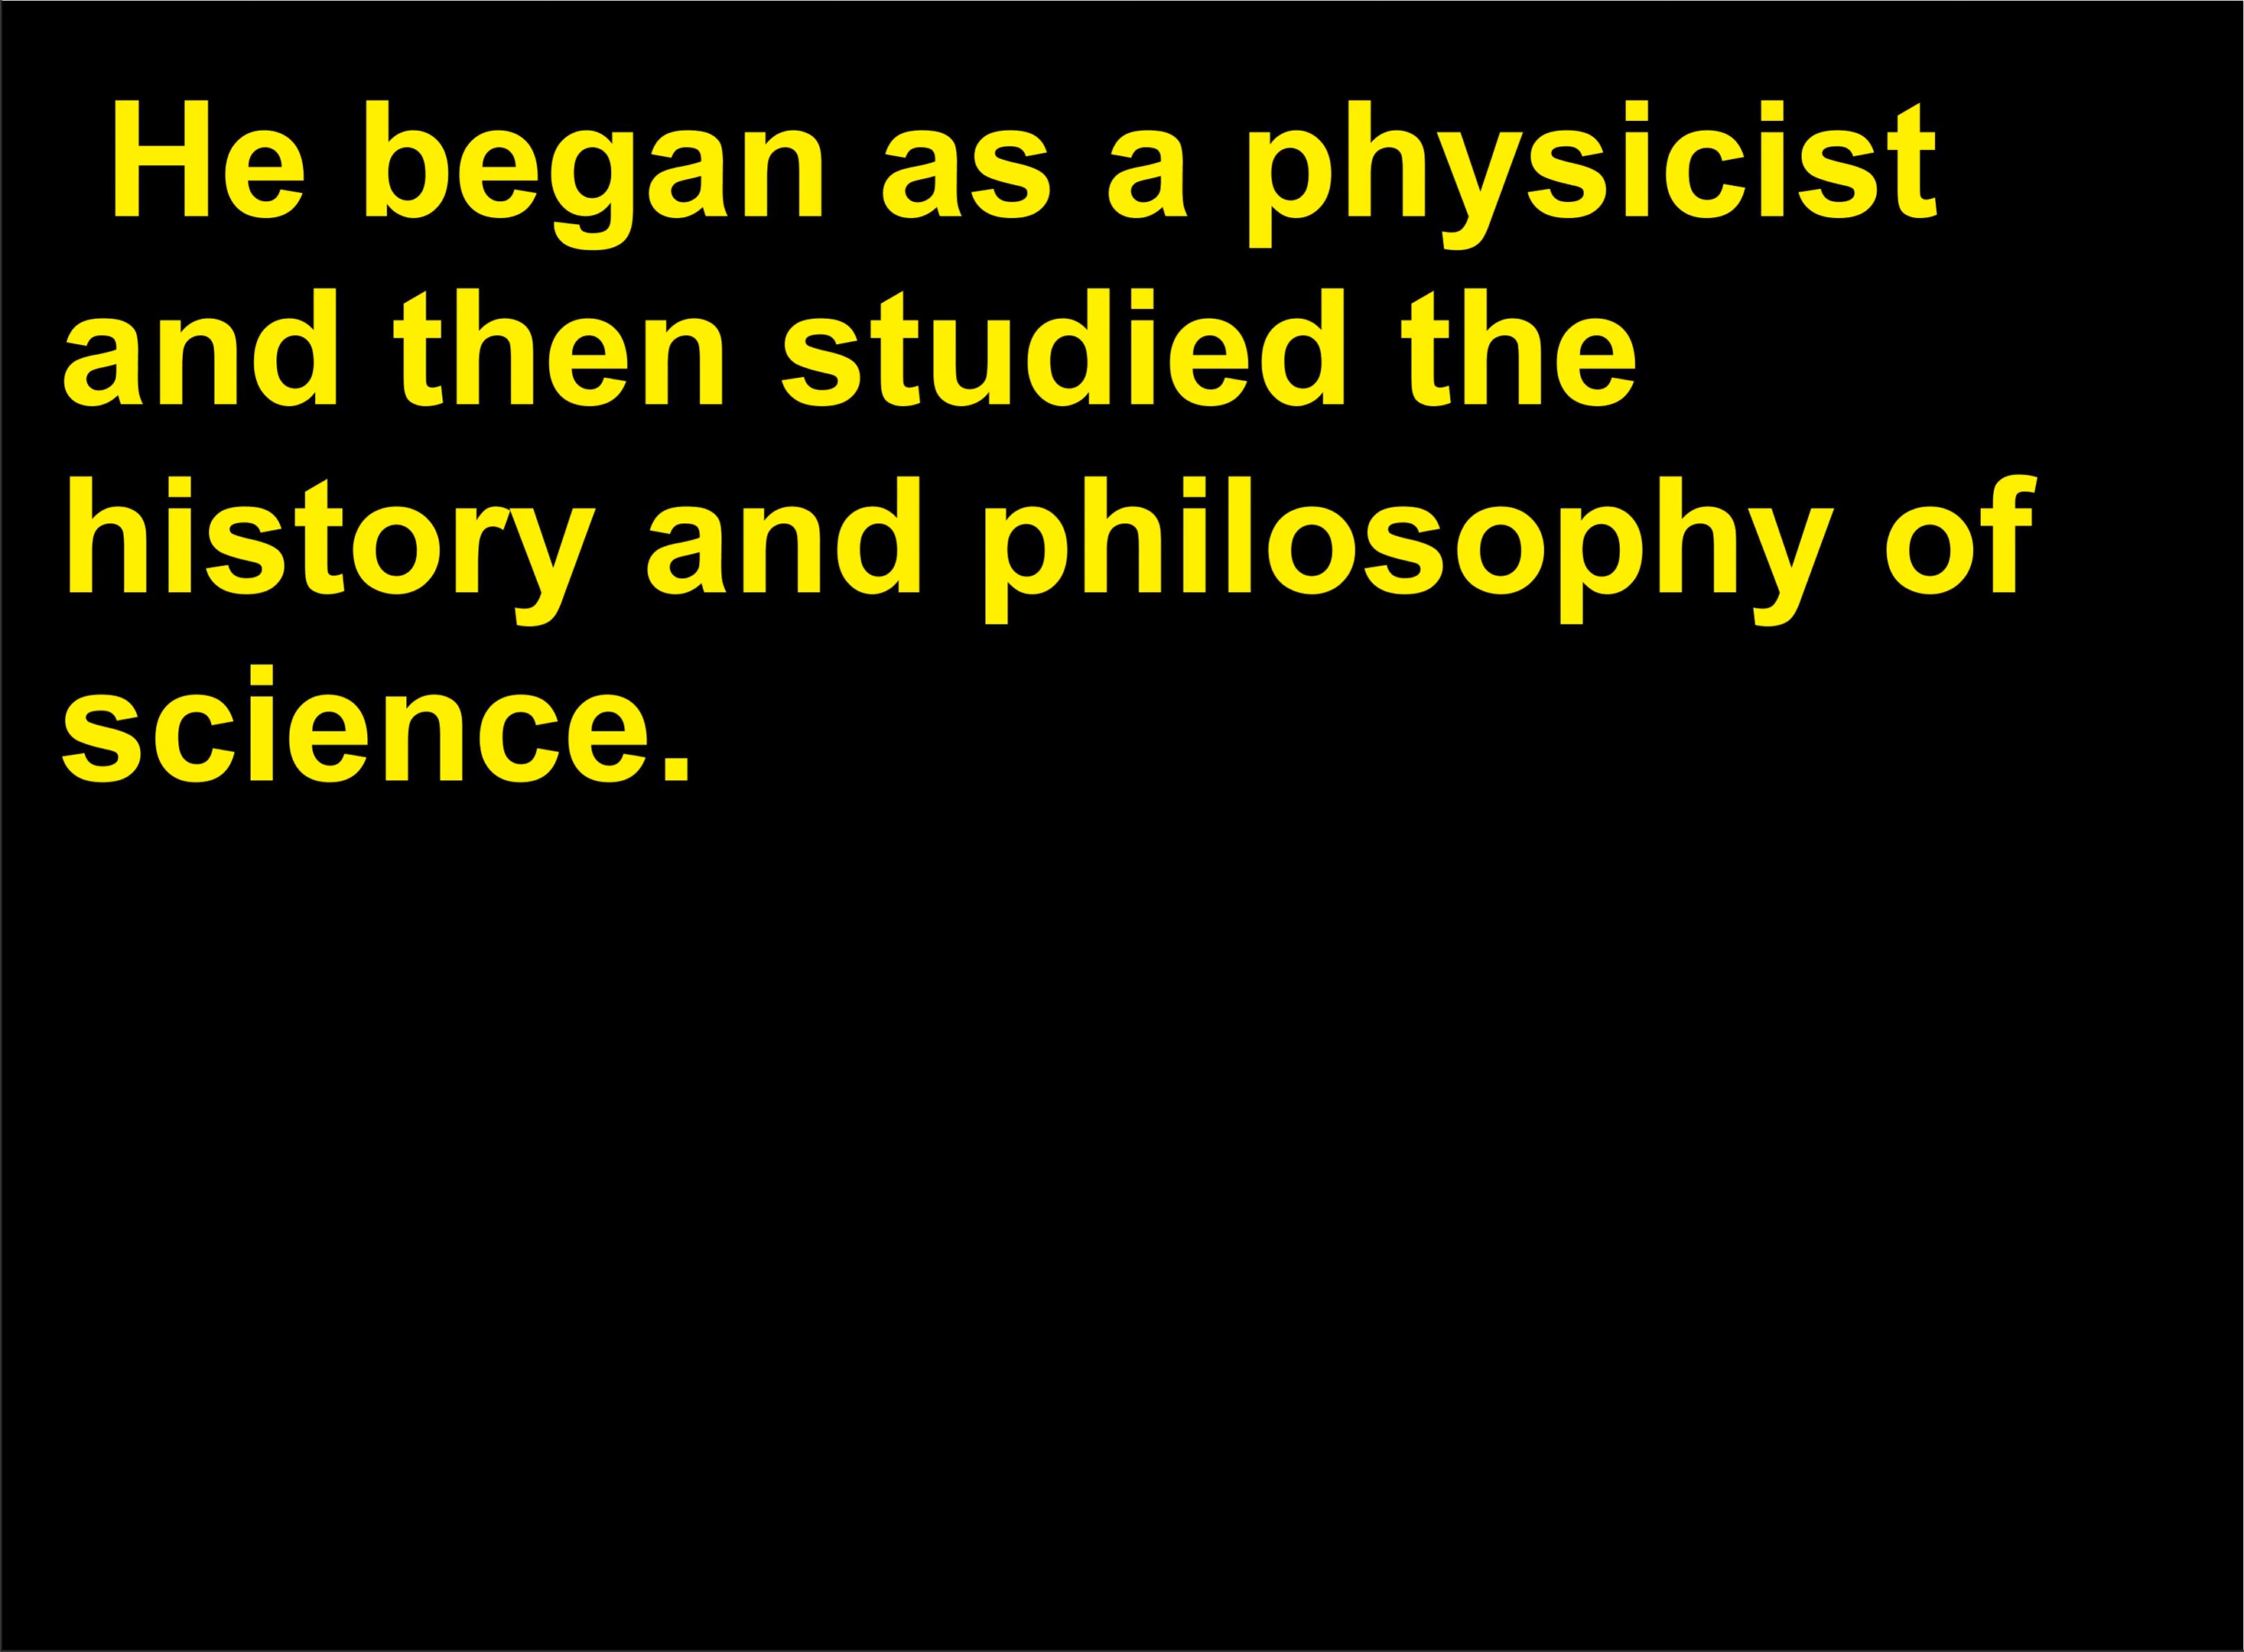 He began as a physicist
and then studied the
history and philosophy of
science.